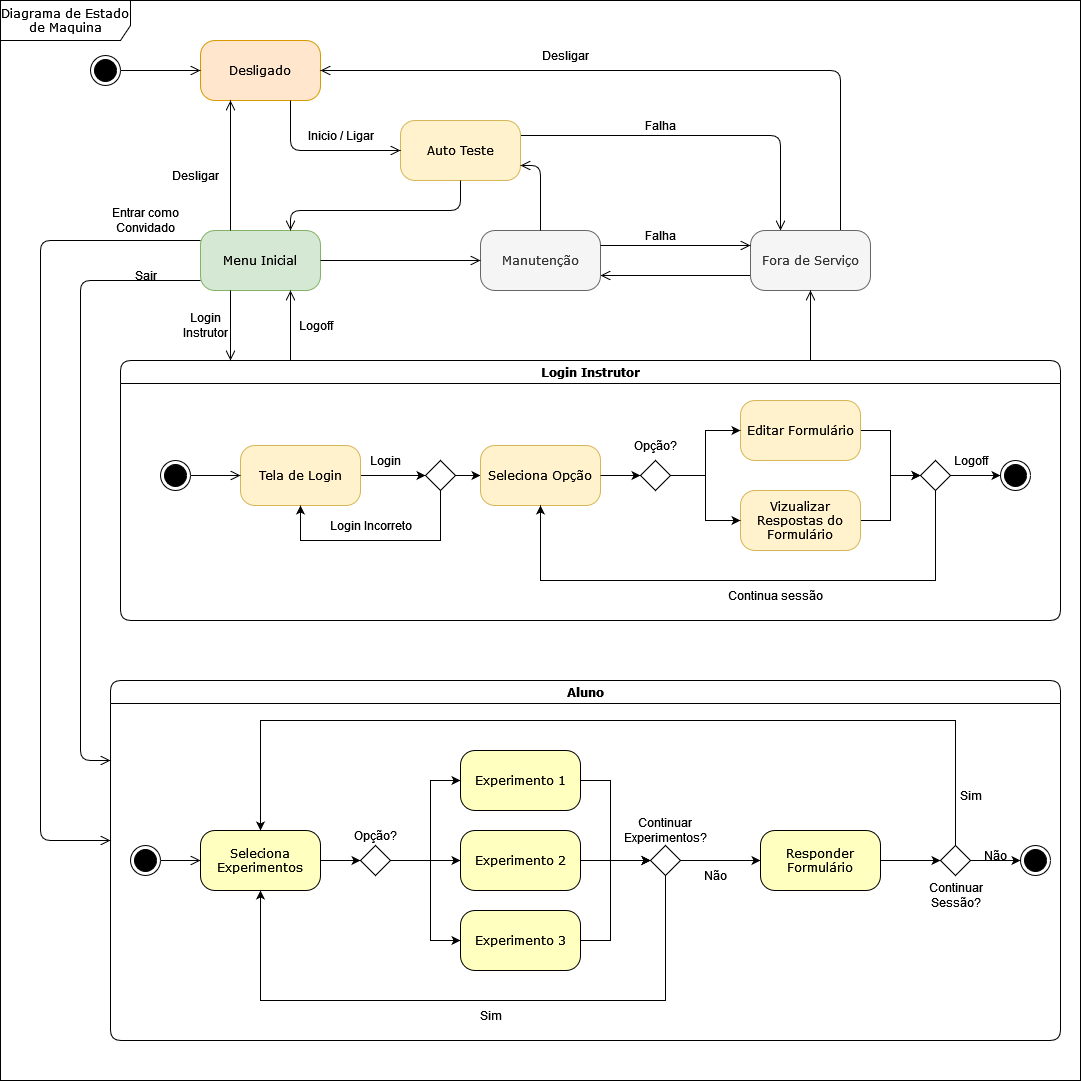 Diagrama de Estado
de Maquina
Desligado
Desligar
Inicio / Ligar
Auto Teste
Falha
Desligar
Entrar como
Convidado
Menu Inicial
Manutenção
Falha
Fora de Serviço
Sair
Login
Instrutor
Logoff
Login Instrutor
Tela de Login
Login
Login Incorreto
Seleciona Opção
Opção?
Editar Formulário
Vizualizar
Respostas do
Formulário
Logoff
Continua sessão
Aluno
Seleciona
Experimentos
Opção?
Experimento 1
Experimento 2
Experimento 3
Continuar
Experimentos?
Não
Responder
Formulário
Sim
Não
Continuar
Sessão?
Sim